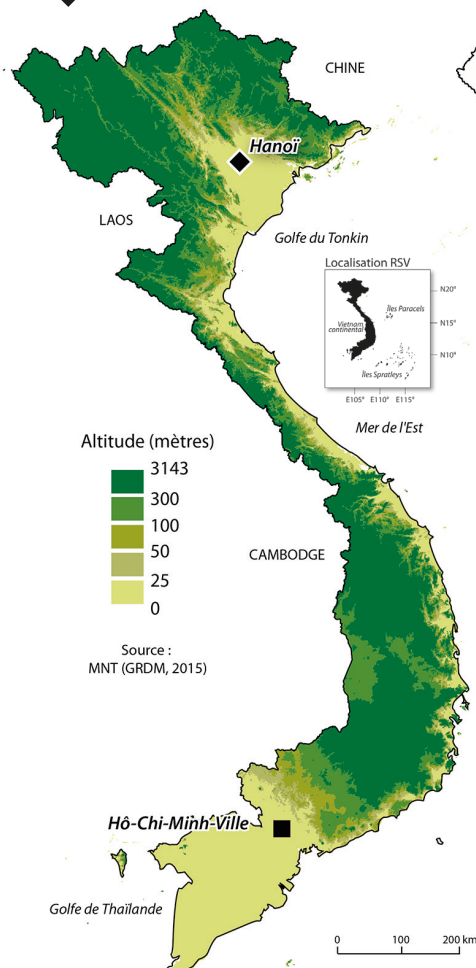 CHINE
Hanoï
LAOS
Golfe du Tonkin
Localisation RSV
N20°
Îles Paracels
Vietnam
continental
N15°
N10°
Îles Spratleys
E105° E110° E115°
Mer de l'Est
Altitude (mètres)
3143
300
100
50
25
0
CAMBODGE
Source :
MNT (GRDM, 2015)
Hô-Chi-Minh-Ville
Golfe de Thaïlande
0 100 200 km